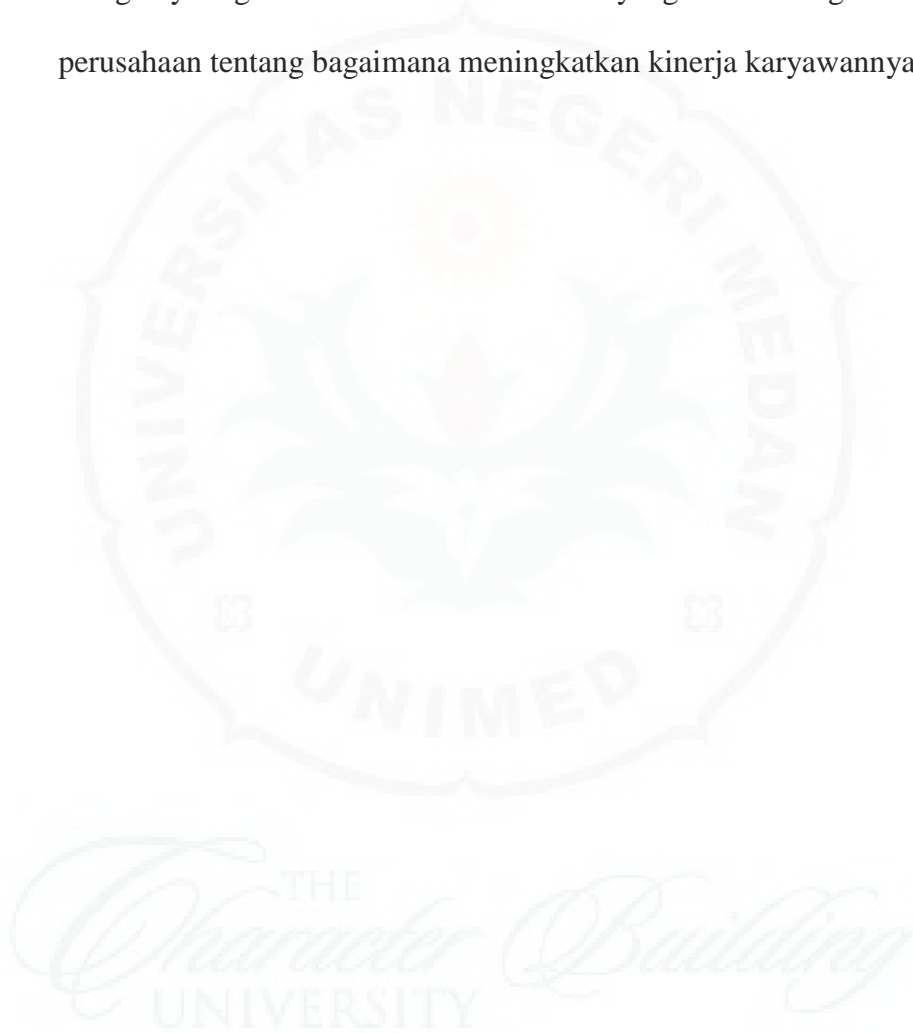 perusahaan tentang bagaimana meningkatkan kinerja karyawannya
UNIVERSITAS NEGERI MEDAN
UNIMED
THE
Character Building
UNIVERSITY